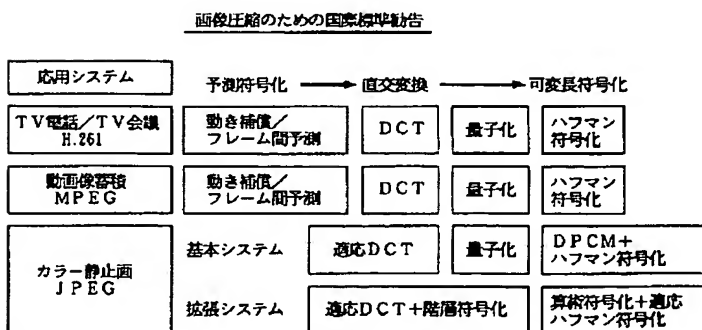 画像圧縮のための国際標準勧告
応用システム
予測符号化
直交変換
可変長符号化
TV電話/TV会議
H.261
動き補償/
フレーム間予測
DCT
量子化
ハフマン
符号化
動画像蓄積
MPEG
動き補償/
フレーム間予測
DCT
量子化
ハフマン
符号化
カラー静止画
JPEG
基本システム
適応DCT
量子化
DPCM+
ハフマン符号化
拡張システム
適応DCT+階層符号化
算術符号化+適応
ハフマン符号化